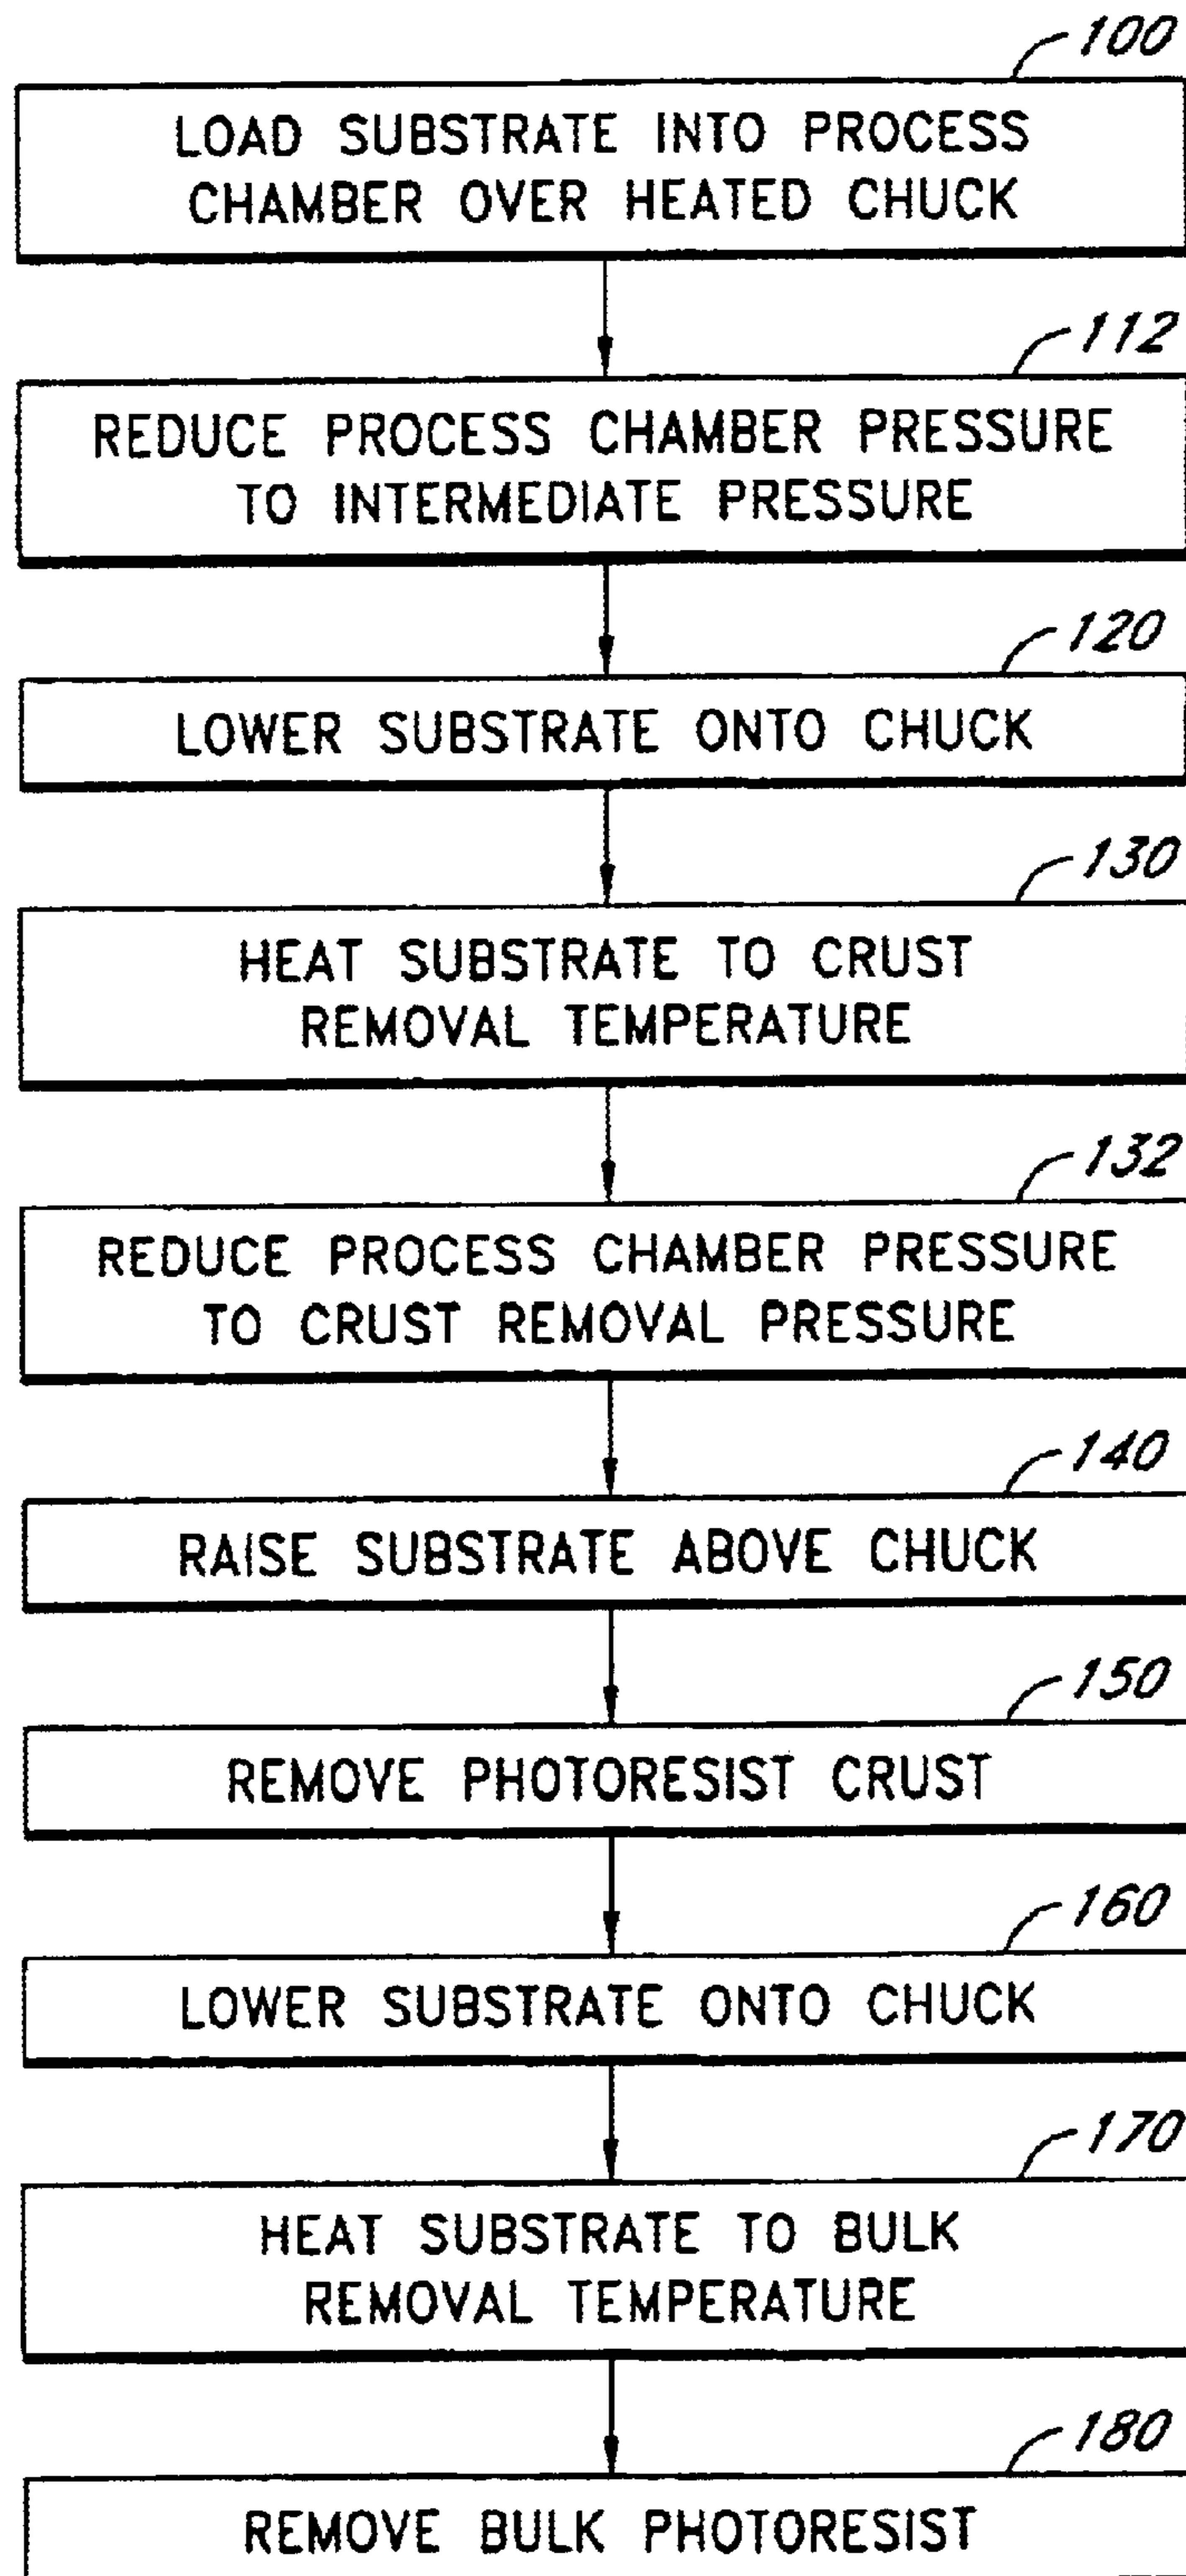 100
LOAD SUBSTRATE INTO PROCESS
CHAMBER OVER HEATED CHUCK
112
REDUCE PROCESS CHAMBER PRESSURE
TO INTERMEDIATE PRESSURE
120
LOWER SUBSTRATE ONTO CHUCK
130
HEAT SUBSTRATE TO CRUST
REMOVAL TEMPERATURE
132
REDUCE PROCESS CHAMBER PRESSURE
TO CRUST REMOVAL PRESSURE
140
RAISE SUBSTRATE ABOVE CHUCK
150
REMOVE PHOTORESIST CRUST
160
LOWER SUBSTRATE ONTO CHUCK
170
HEAT SUBSTRATE TO BULK
REMOVAL TEMPERATURE
180
REMOVE BULK PHOTORESIST